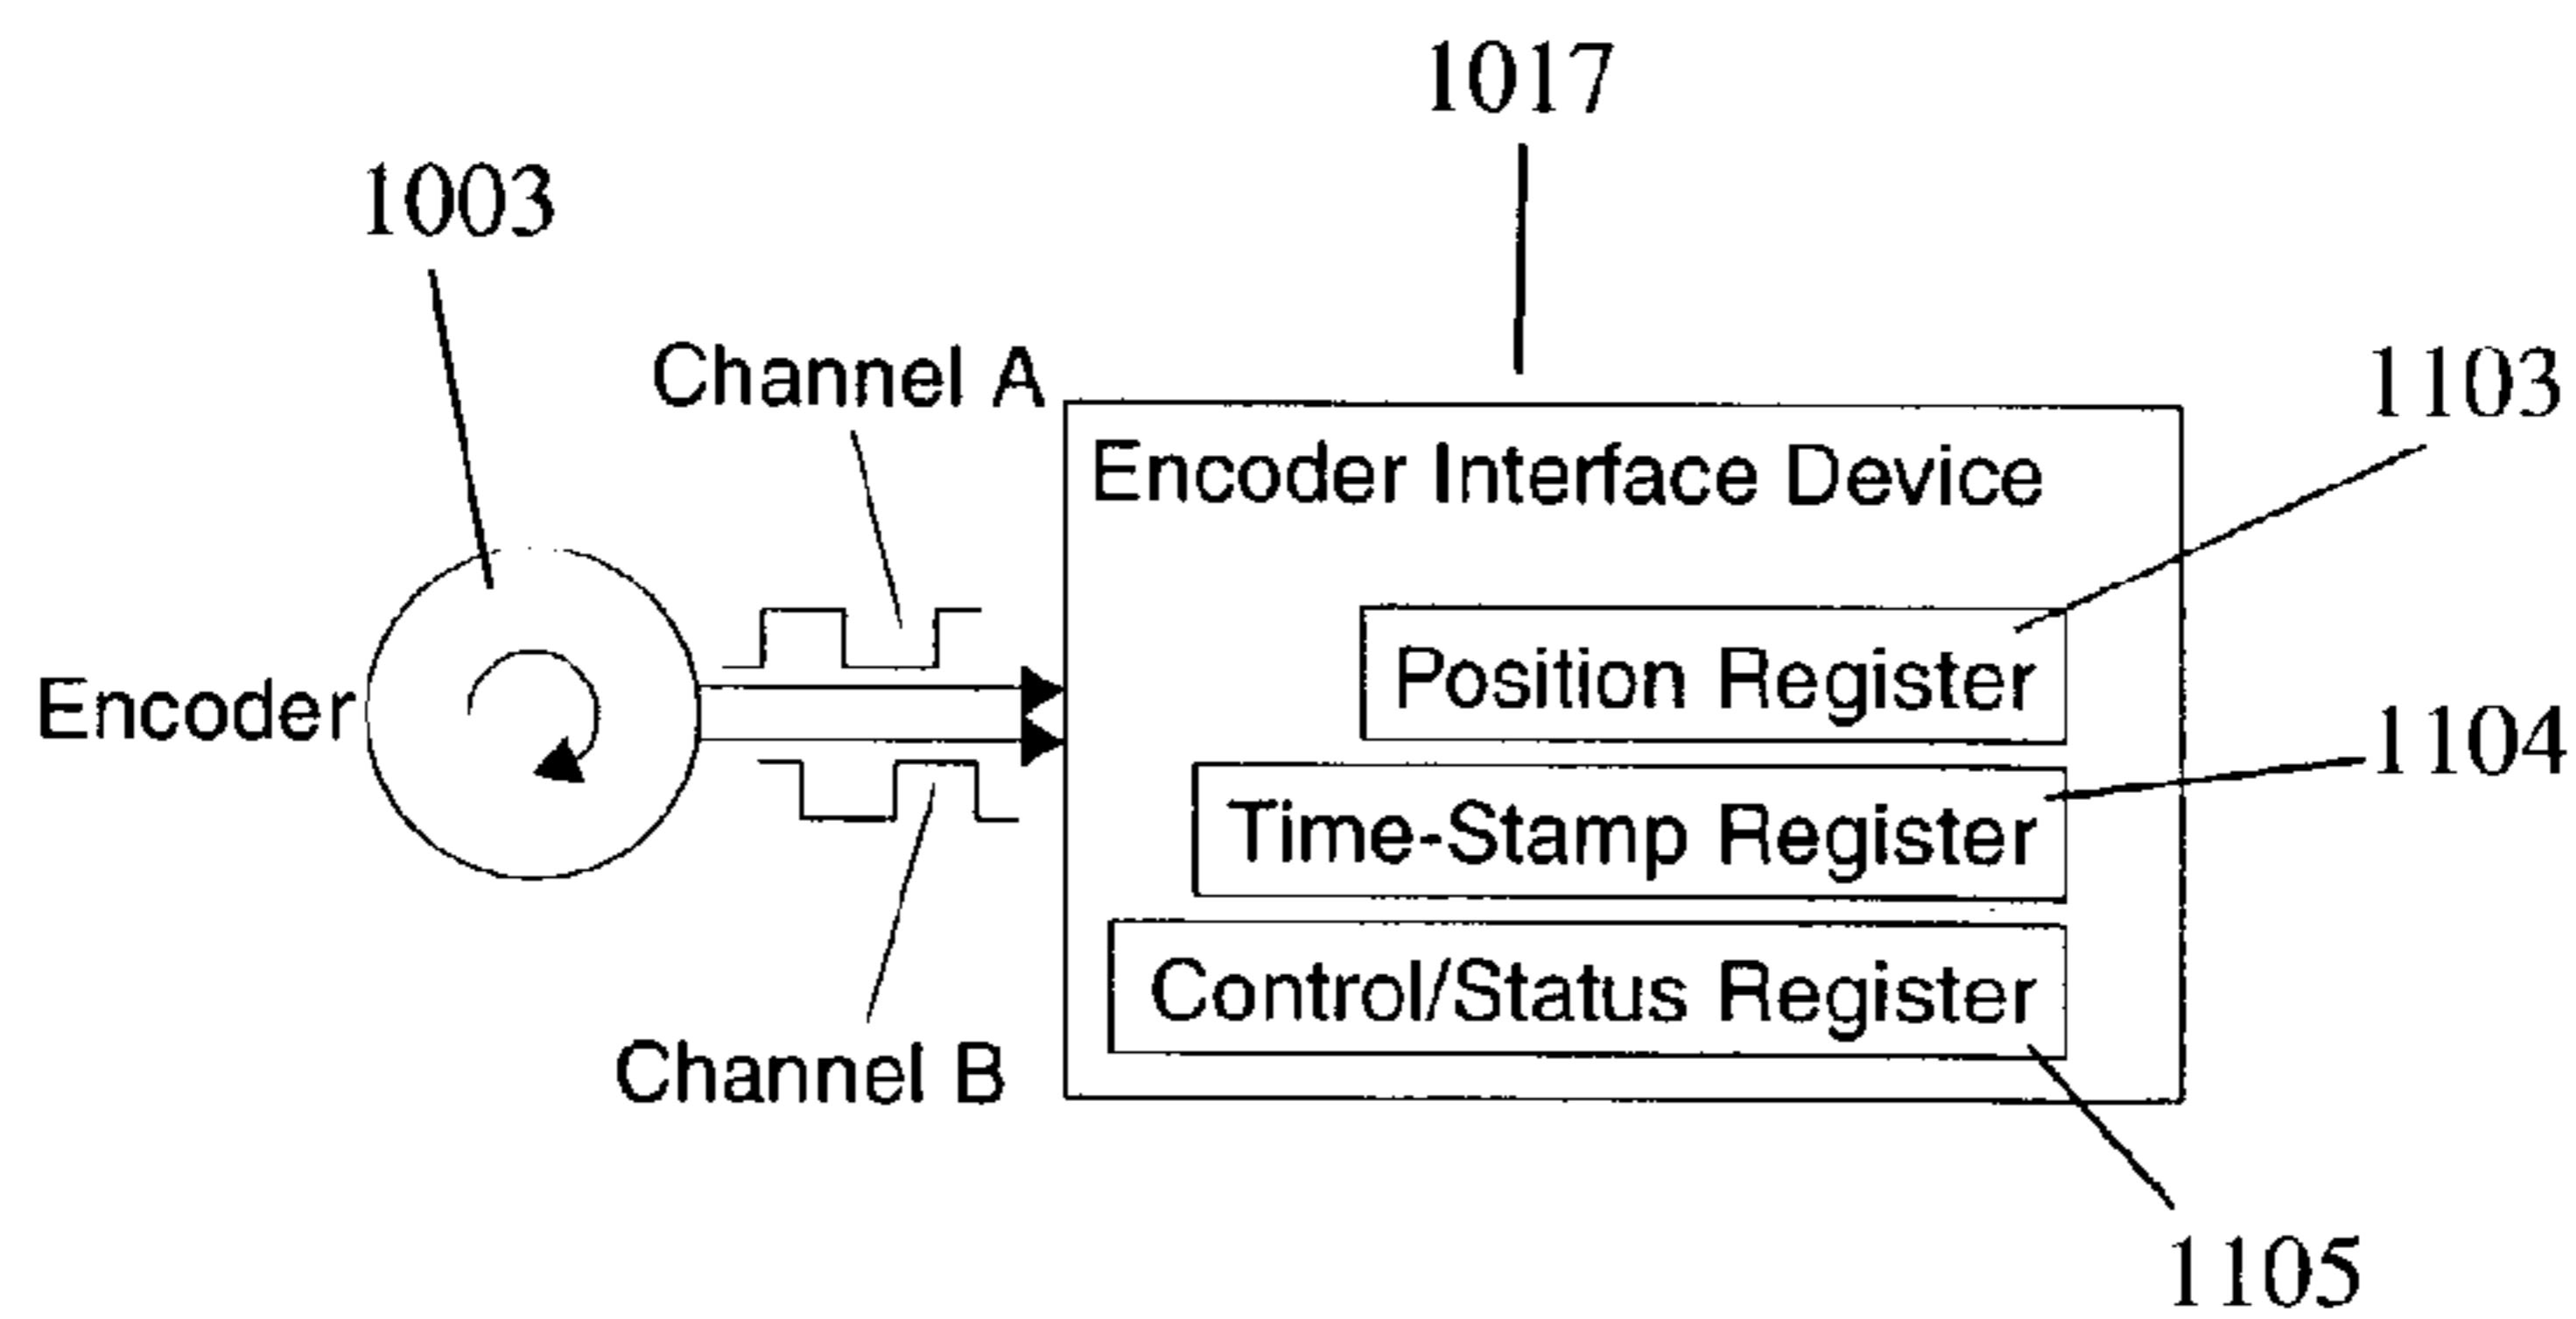 1017
1003
Channel A
1103
Encoder Interface Device
Encoder
Position Register
1104
Time-Stamp Register
Control/Status Register
Channel B
1105